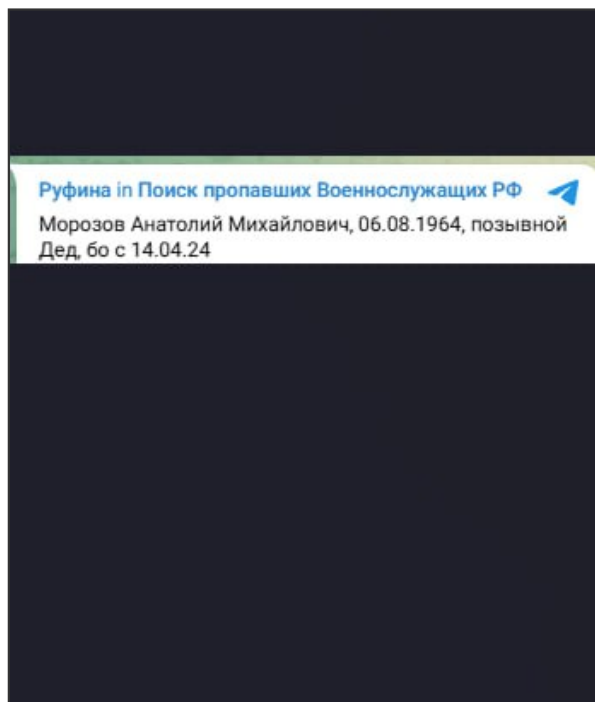 Руфина in Поиск пропавших Военнослужащих РФ
Морозов Анатолий Михайлович, 06.08.1964, позывной
Дед, бо с 14.04.24